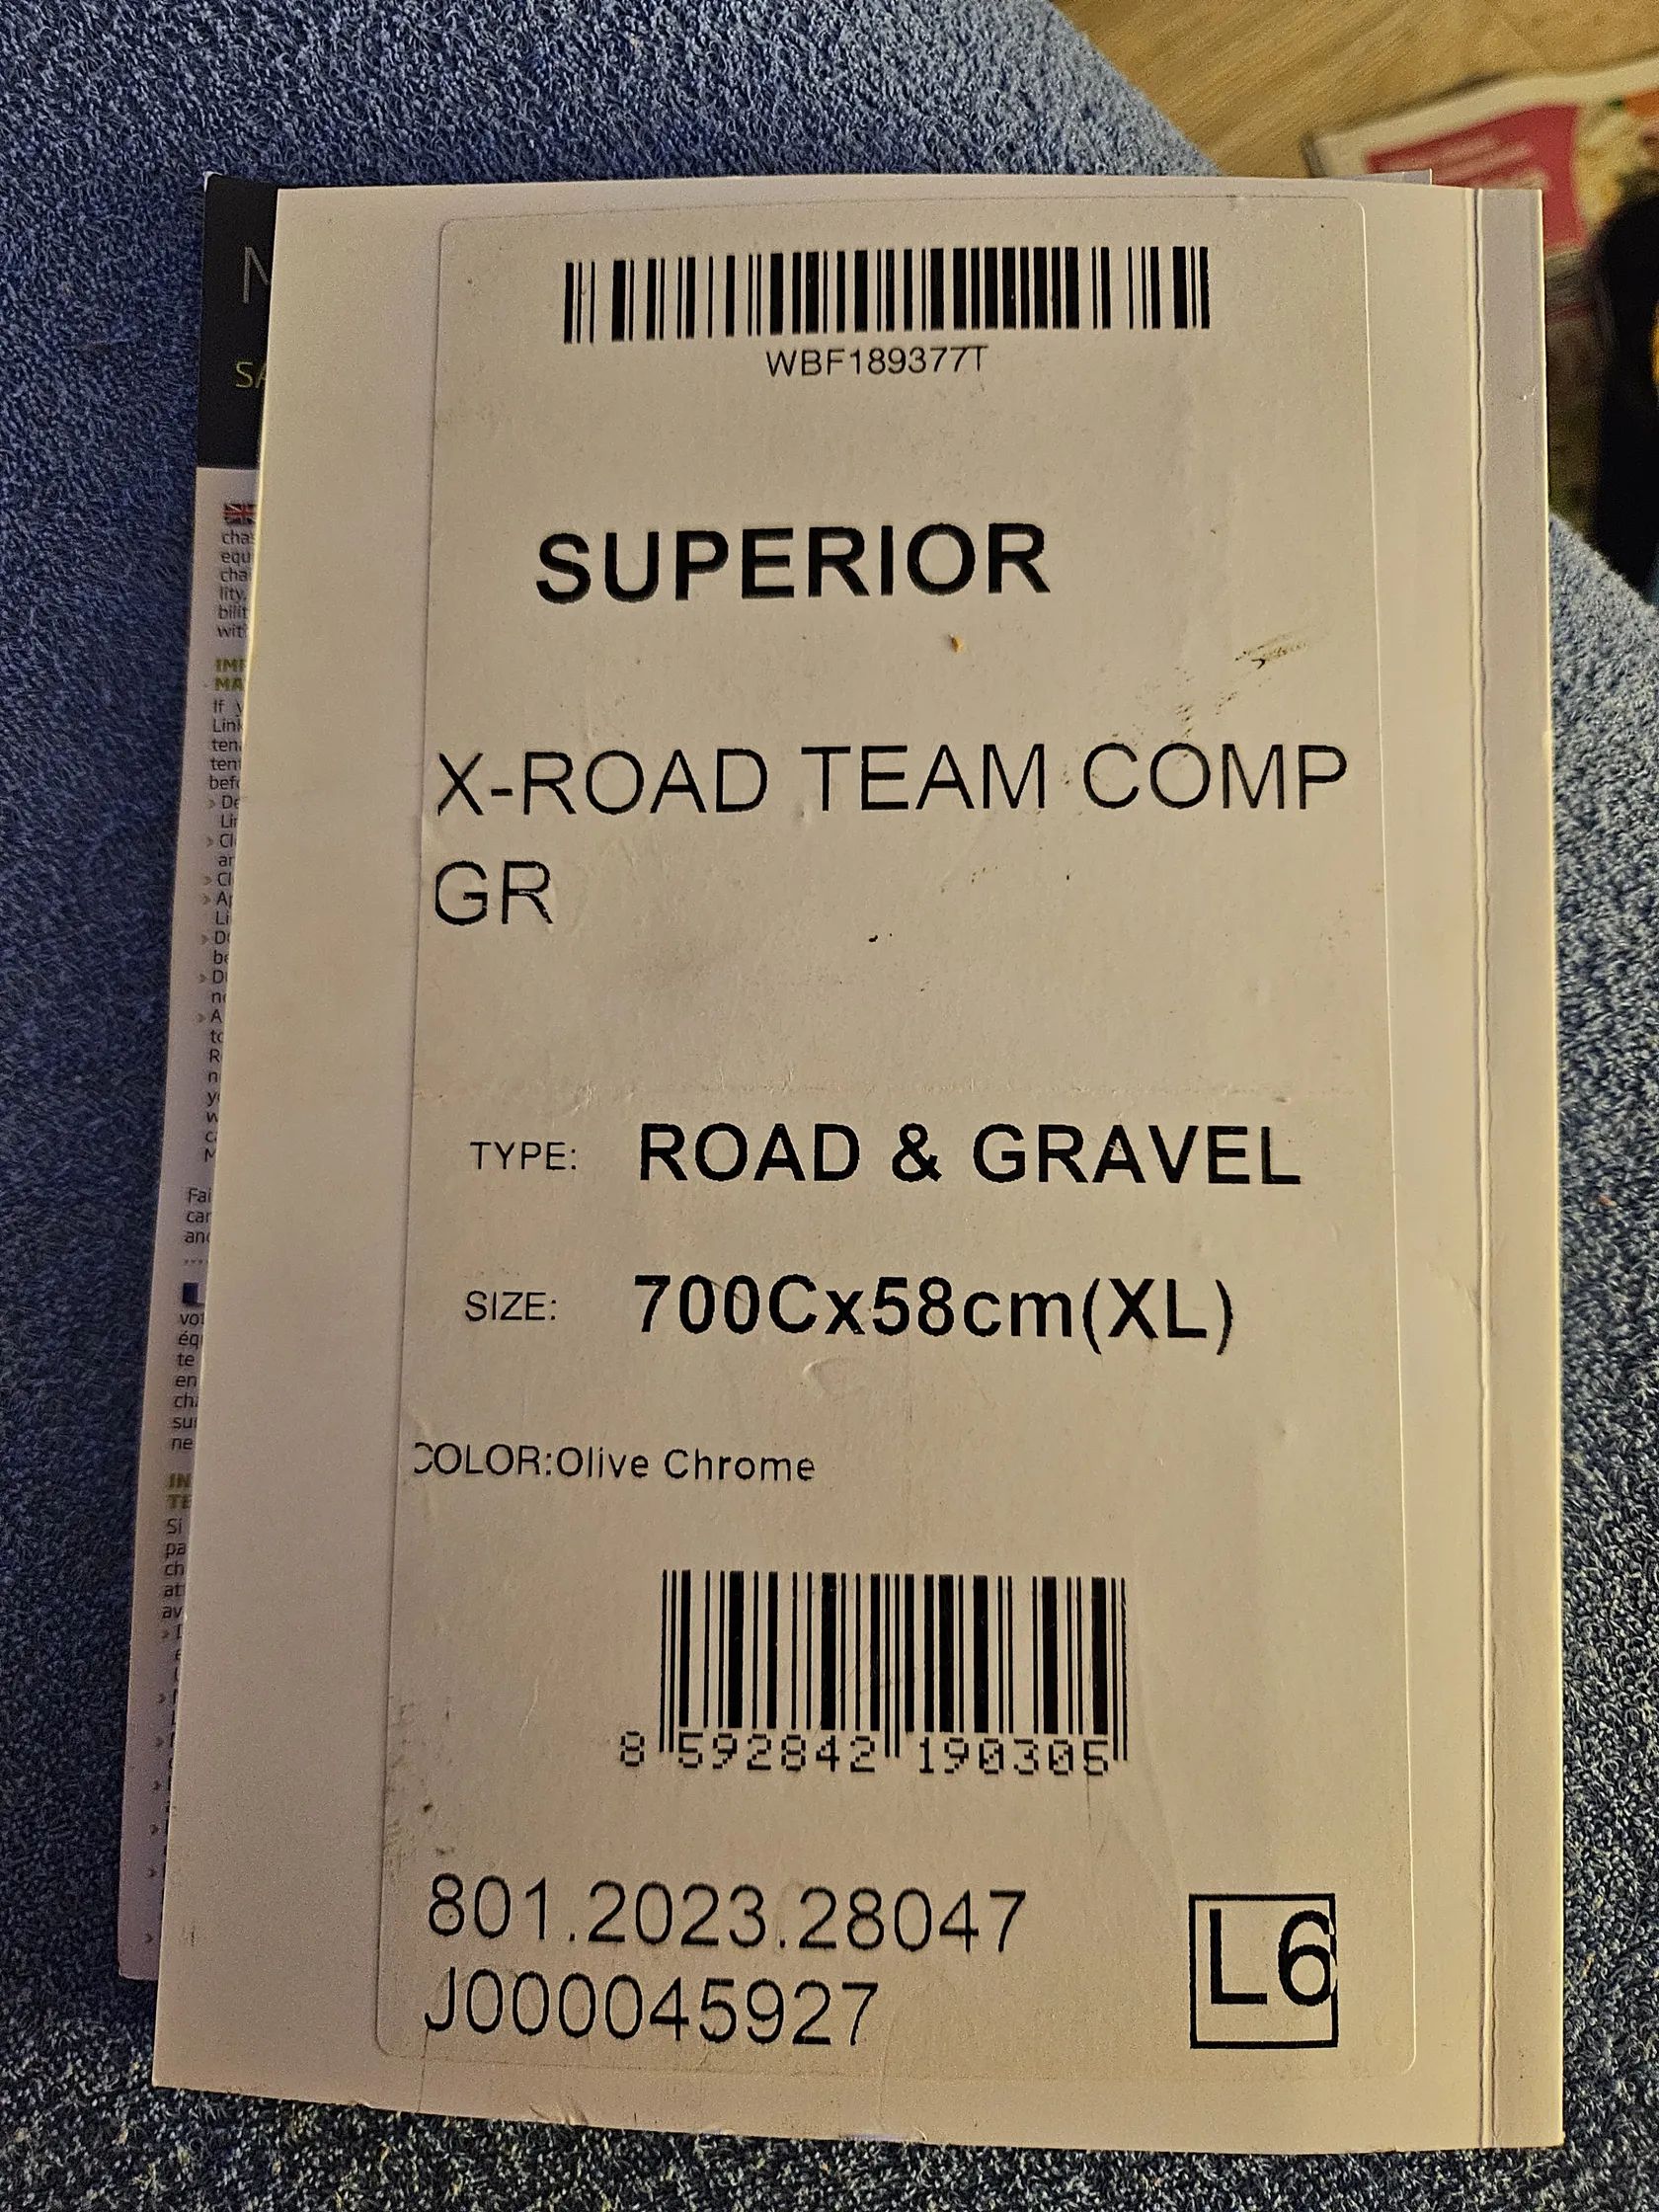 WBF189377T
SUPERIOR
X-ROAD TEAM COMP
GR
TYPE: ROAD & GRAVEL
SIZE: 700Cx58cm(XL)
COLOR:Olive Chrome
8 592842 190305
801.2023.28047
J000045927
L6